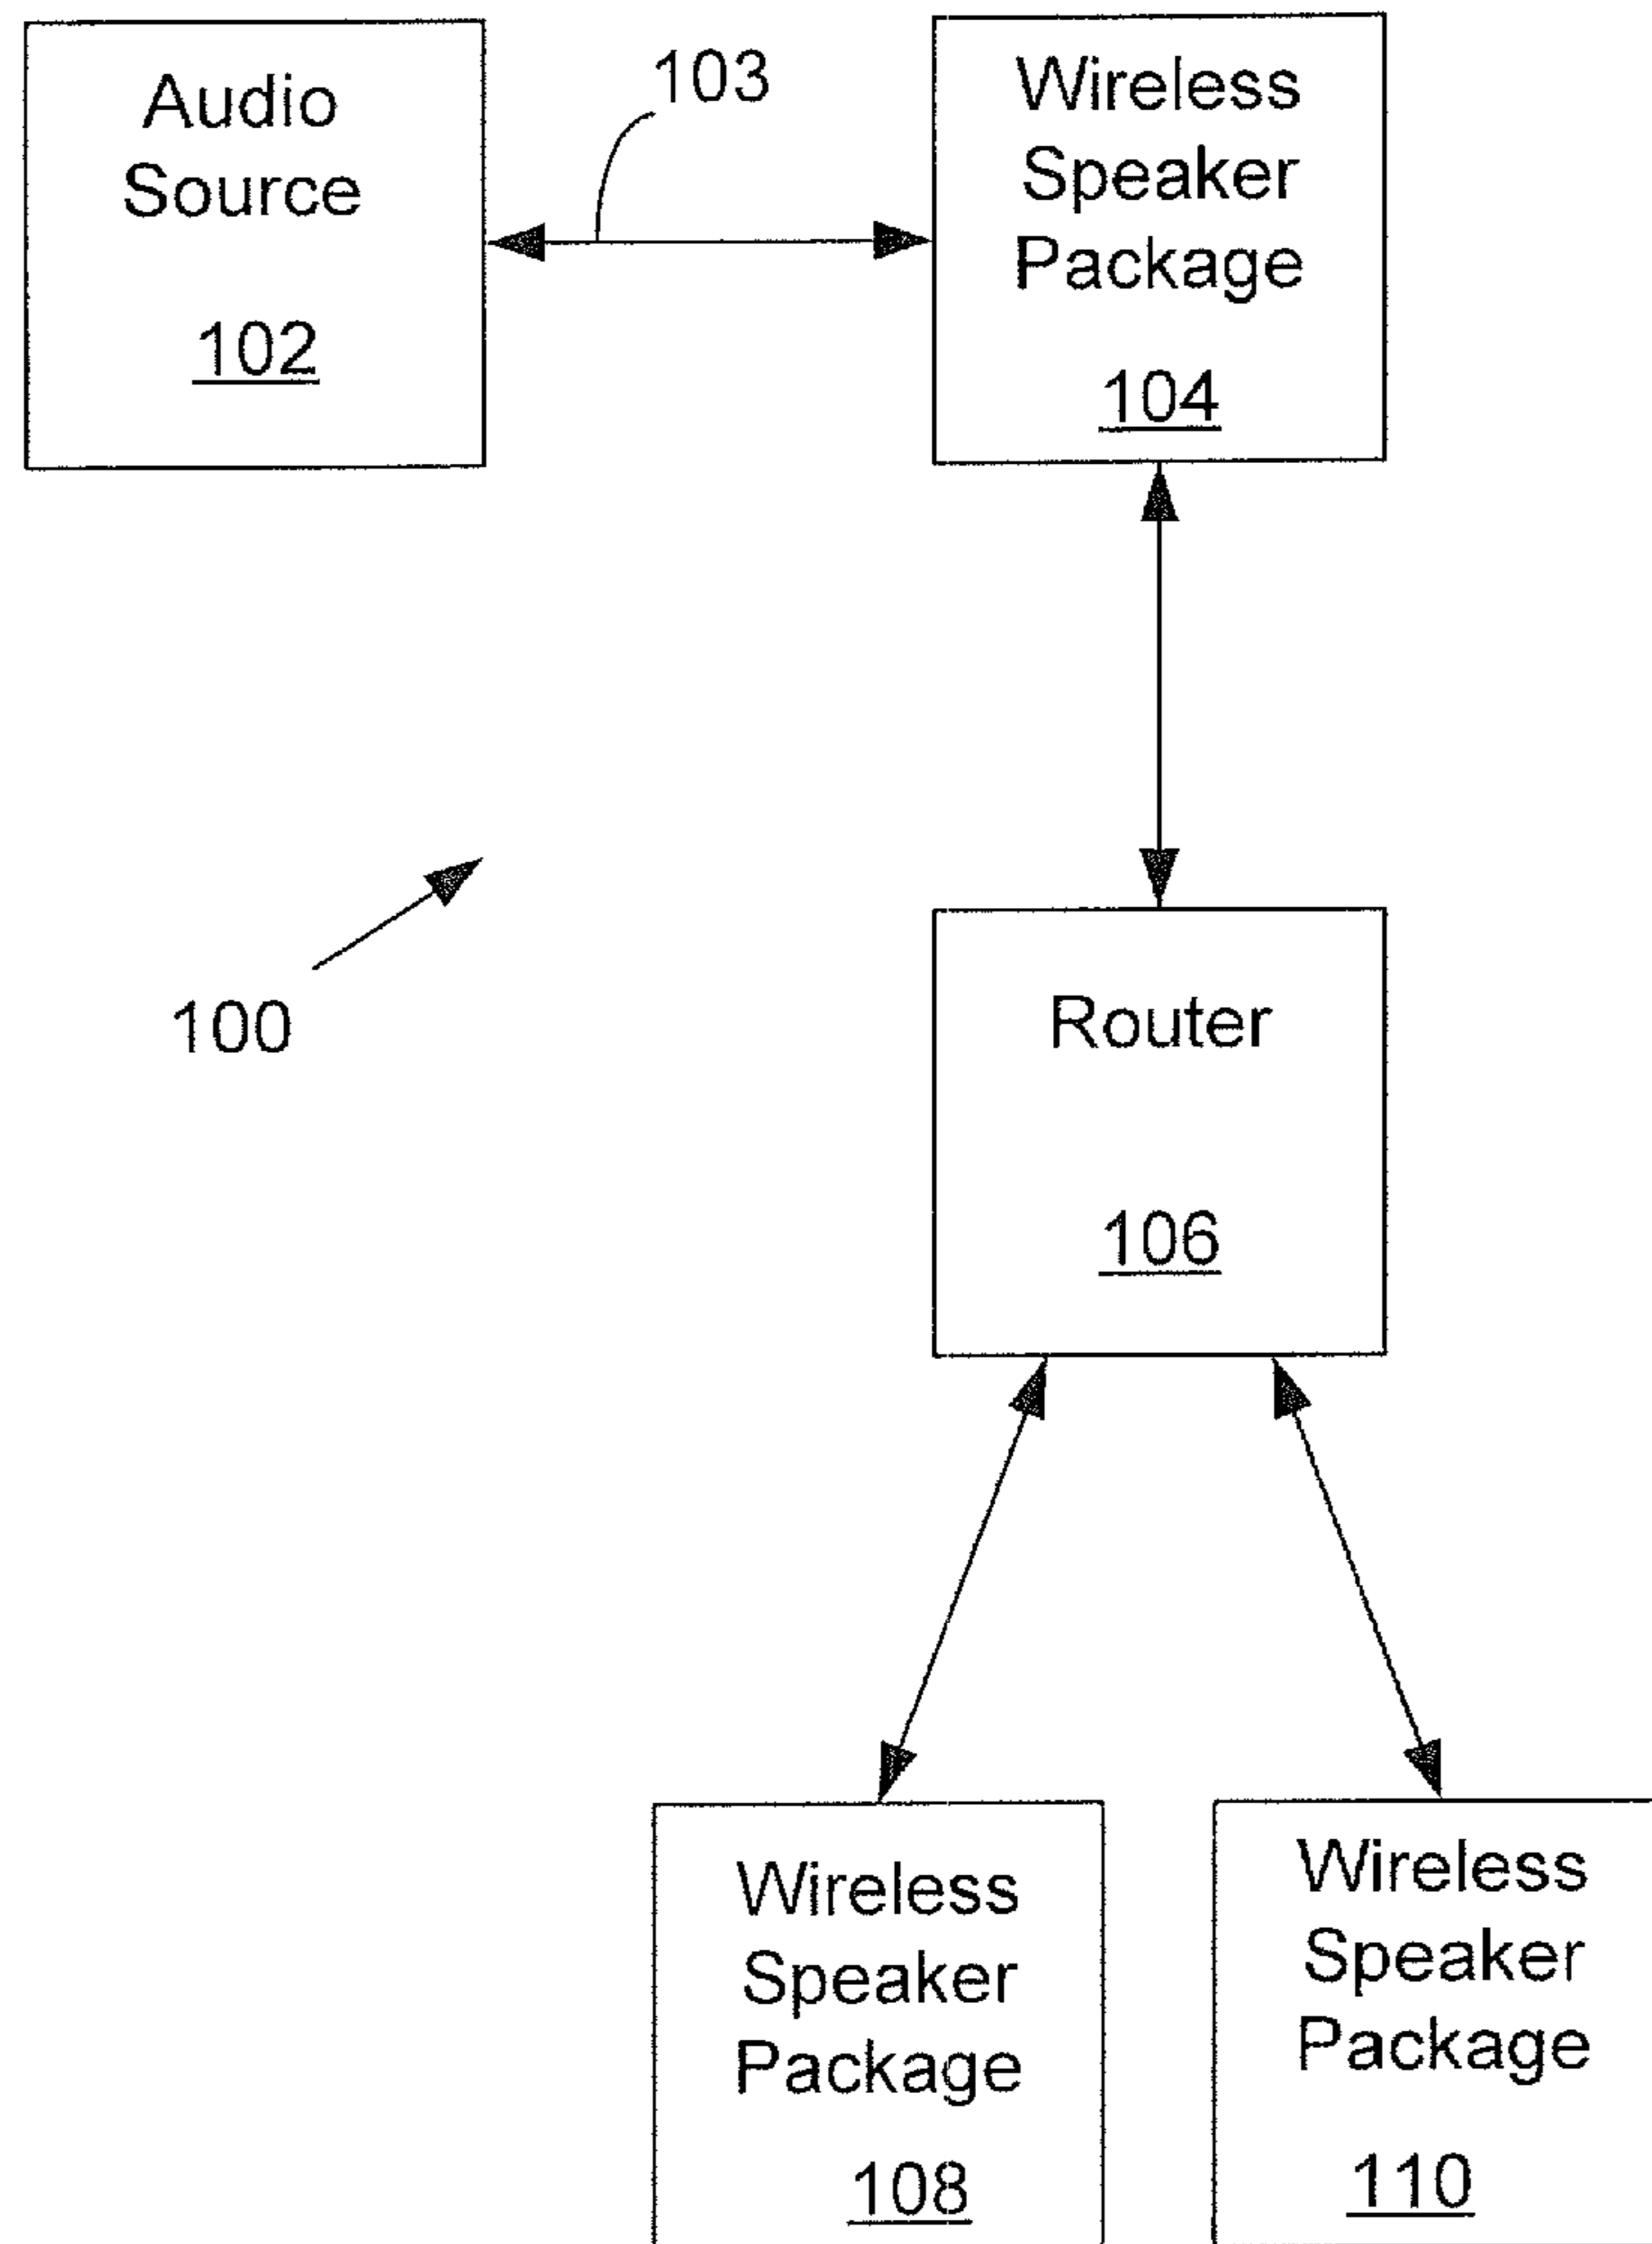 Audio
Source
102
103
Wireless
Speaker
Package
104
100
Router
106
Wireless
Speaker
Package
108
Wireless
Speaker
Package
110